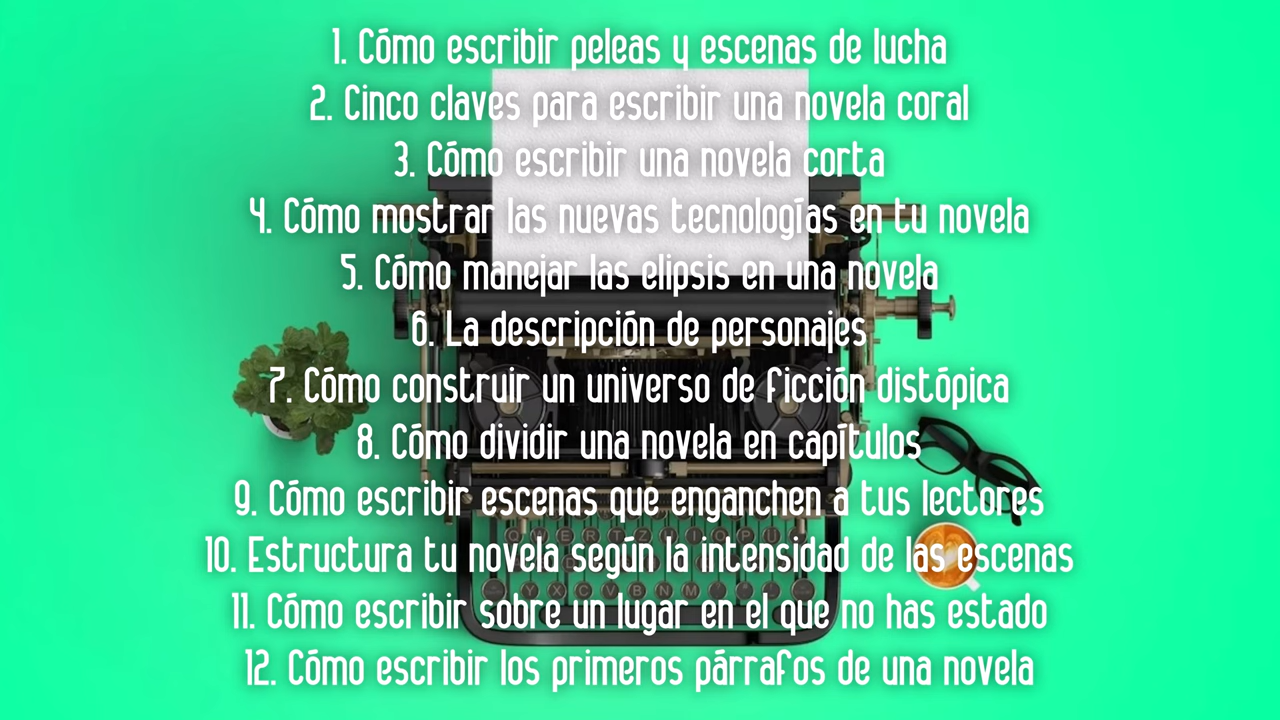 1. Cómo escribir peleas y escenas de lucha
2. Cinco claves para escribir una novela coral
3. Cómo escribir una novela corta
4. Cómo mostrar las nuevas tecnologías en tu novela
5. Cómo manejar las elipsis en una novela
6. La descripción de personajes
7. Cómo construir un universo de ficción distópica
8. Cómo dividir una novela en capítulos
9. Cómo escribir escenas que enganchen a tus lectores
10. Estructura tu novela según la intensidad de las escenas
11. Cómo escribir sobre un lugar en el que no has estado
12. Cómo escribir los primeros párrafos de una novela